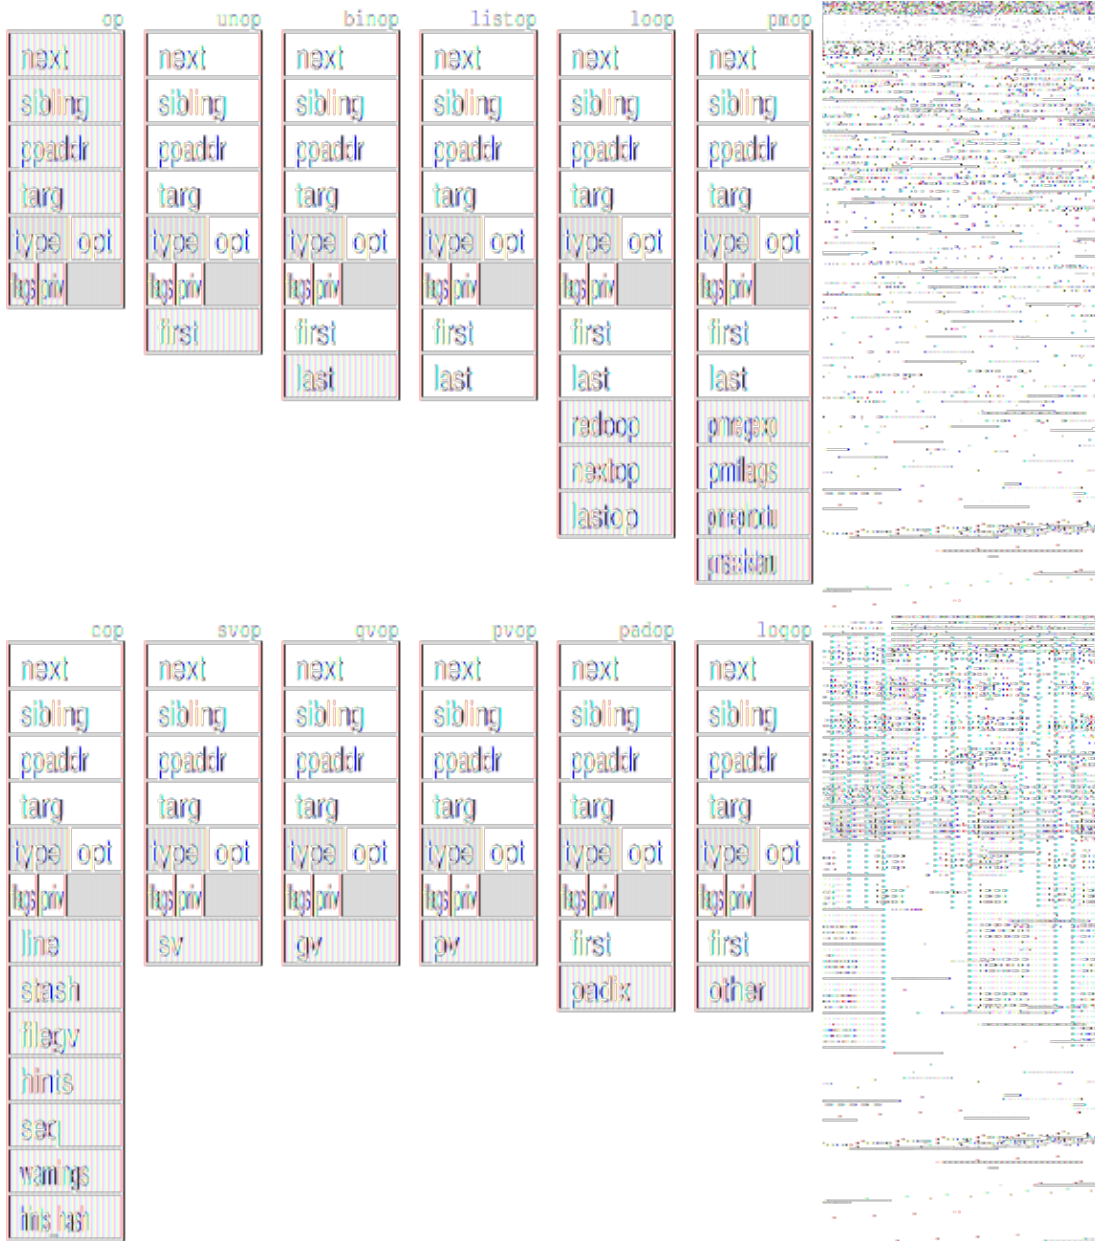 op unop binop listop loop pmop
next next next next next next
sibling sibling sibling sibling sibling sibling
ppaddr ppaddr ppaddr ppaddr ppaddr ppaddr
targ targ targ targ targ targ
type opt type opt type opt type opt type opt type opt
flags priv flags priv flags priv flags priv flags priv flags priv
first first first first first
last last last last
redoop pmregexp
nextop pmflags
lastop
cop svop gvop pvop padop logop
next next next next next next
sibling sibling sibling sibling sibling sibling
ppaddr ppaddr ppaddr ppaddr ppaddr ppaddr
targ targ targ targ targ targ
type opt type opt type opt type opt type opt type opt
flags priv flags priv flags priv flags priv flags priv flags priv
line sv gv pv first first
stash padix other
filegv
hints
seq
warnings
hints_hash